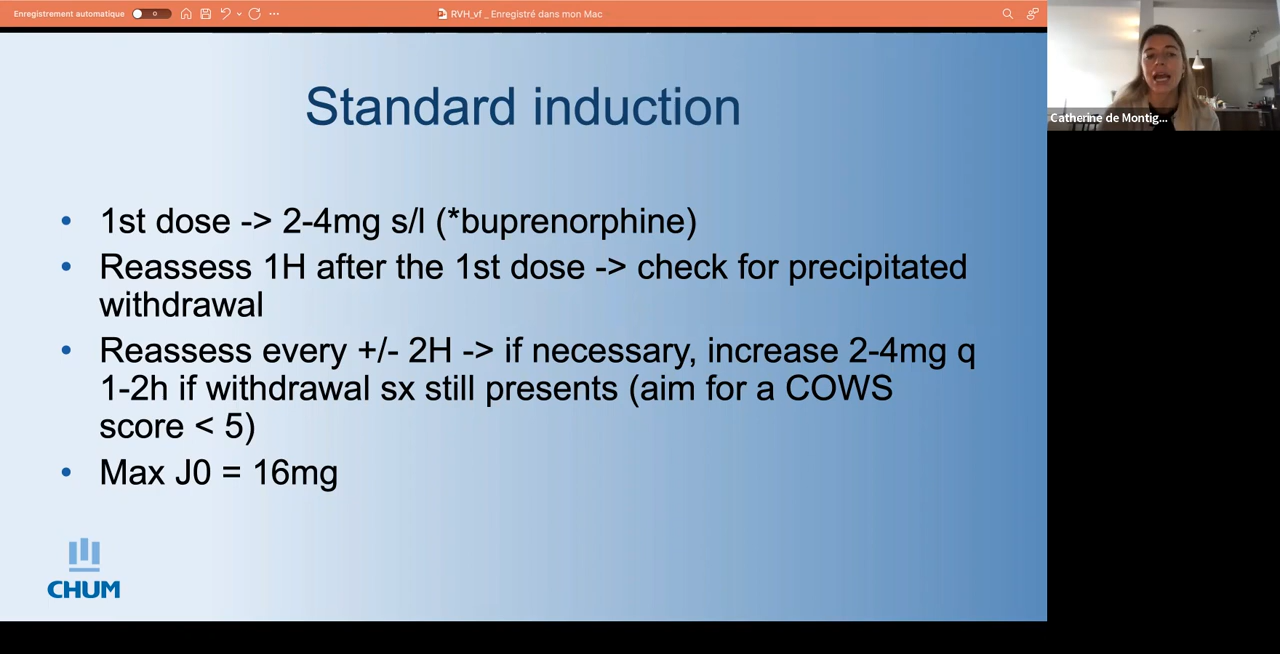 Enregistrement automatique
RVH_vf _ Enregistré dans mon Mac
Standard induction
• 1st dose -> 2-4mg s/l (*buprenorphine)
• Reassess 1H after the 1st dose -> check for precipitated
withdrawal
• Reassess every +/- 2H -> if necessary, increase 2-4mg q
1-2h if withdrawal sx still presents (aim for a COWS
score < 5)
• Max J0 = 16mg
CHUM
Catherine de Montig...